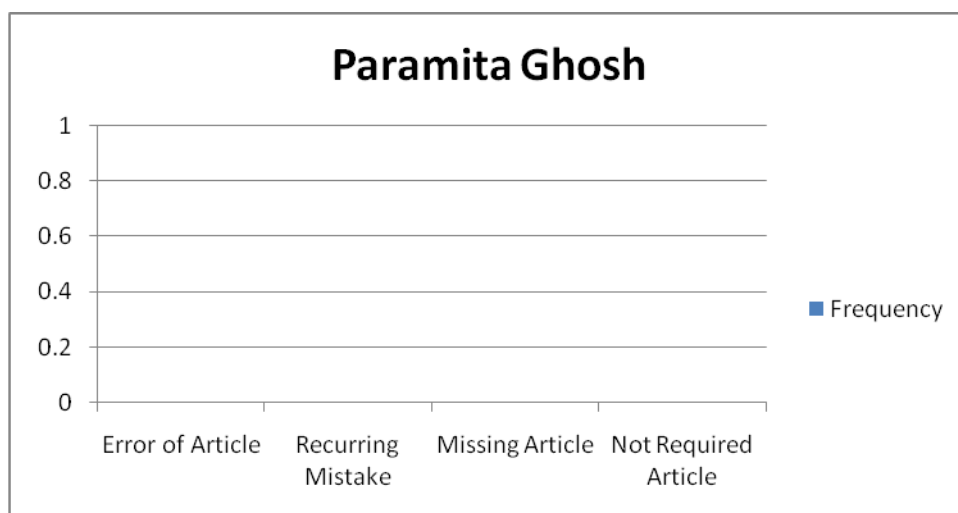 Paramita Ghosh
1
0.8
0.6
0.4
0.2
0
Frequency
Error of Article
Recurring
Mistake
Missing Article
Not Required
Article